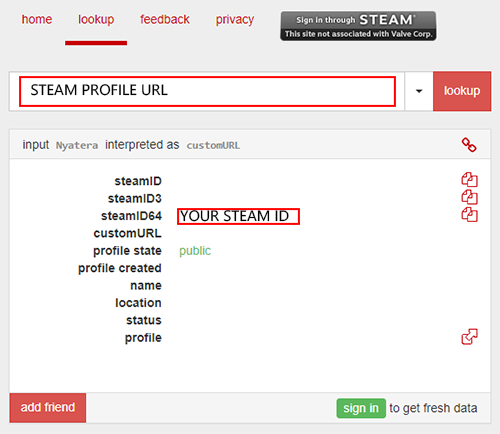 home lookup feedback privacy
Sign in through STEAM®
This site not associated with Valve Corp.
STEAM PROFILE URL
lookup
input Nyatera interpreted as customURL
steamID
steamID3
steamID64 YOUR STEAM ID
customURL
profile state public
profile created
name
location
status
profile
add friend
sign in to get fresh data